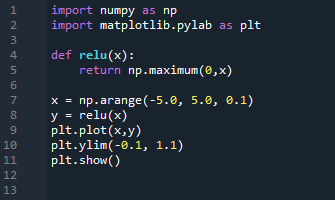 1 import numpy as np
2 import matplotlib.pylab as plt
3
4 def relu(x):
5     return np.maximum(0,x)
6
7 x = np.arange(-5.0, 5.0, 0.1)
8 y = relu(x)
9 plt.plot(x,y)
10 plt.ylim(-0.1, 1.1)
11 plt.show()
12
13